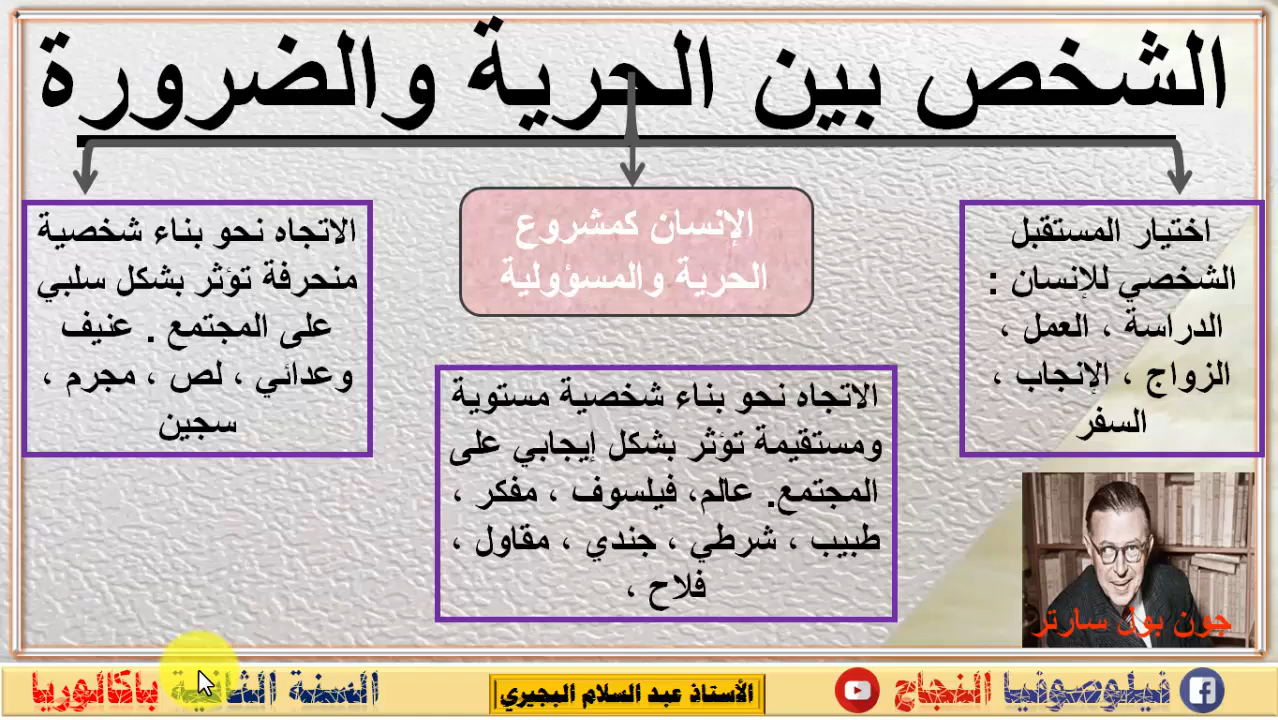 الشخص بين الحرية والضرورة
الإنسان كمشروع
الحرية والمسؤولية
اختيار المستقبل
الشخصي للإنسان :
الدراسة ، العمل ،
الزواج ، الإنجاب ،
السفر
الاتجاه نحو بناء شخصية مستوية
ومستقيمة تؤثر بشكل إيجابي على
المجتمع. عالم، فيلسوف ، مفكر ،
طبيب ، شرطي ، جندي ، مقاول ،
فلاح ،
الاتجاه نحو بناء شخصية
منحرفة تؤثر بشكل سلبي
على المجتمع . عنيف
وعدائي ، لص ، مجرم ،
سجين
جون بول سارتر
فيلوصوفيا النجاح
الأستاذ عبد السلام البجيري
السنة الثانية باكالوريا